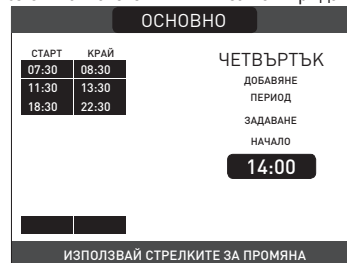 ОСНОВНО
СТАРТ КРАЙ
07:30 08:30
11:30 13:30
18:30 22:30
ЧЕТВЪРТЪК
ДОБАВЯНЕ
ПЕРИОД
ЗАДАВАНЕ
НАЧАЛО
14:00
ИЗПОЛЗВАЙ СТРЕЛКИТЕ ЗА ПРОМЯНА